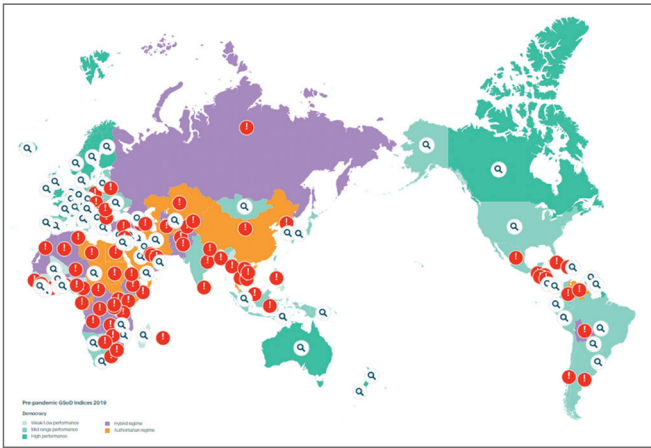 Pre-pandemic GSoD Indices 2019
Democracy
Weak/Low performance
Mid range performance
High performance
Hybrid regime
Authoritarian regime